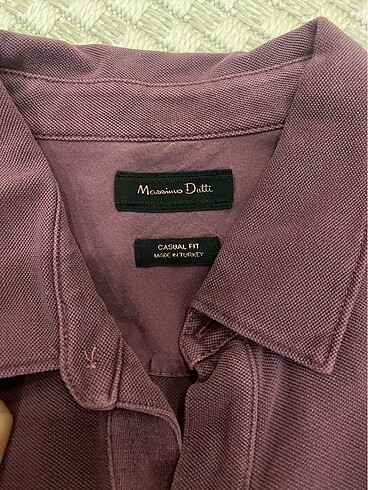 Massimo Dutti
CASUAL FIT
MADE IN TURKEY